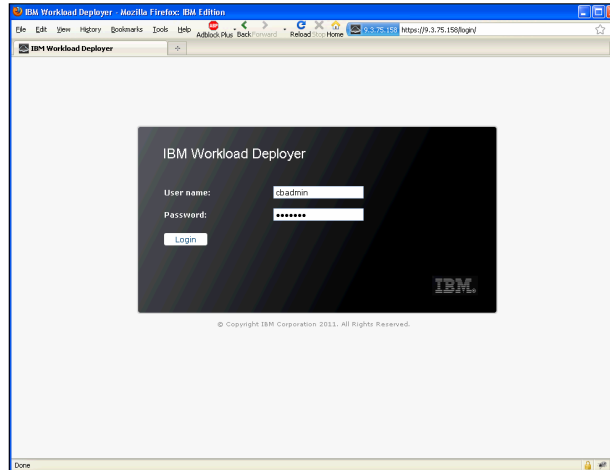 IBM Workload Deployer - Mozilla Firefox: IBM Edition
File Edit View History Bookmarks Tools Help Adblock Plus Back Forward Reload Stop Home 9.3.75.158 https://9.3.75.158/login/
ABP
IBM Workload Deployer
IBM Workload Deployer
User name: cbadmin
Password: •••••••
Login
IBM®
© Copyright IBM Corporation 2011. All Rights Reserved.
Done